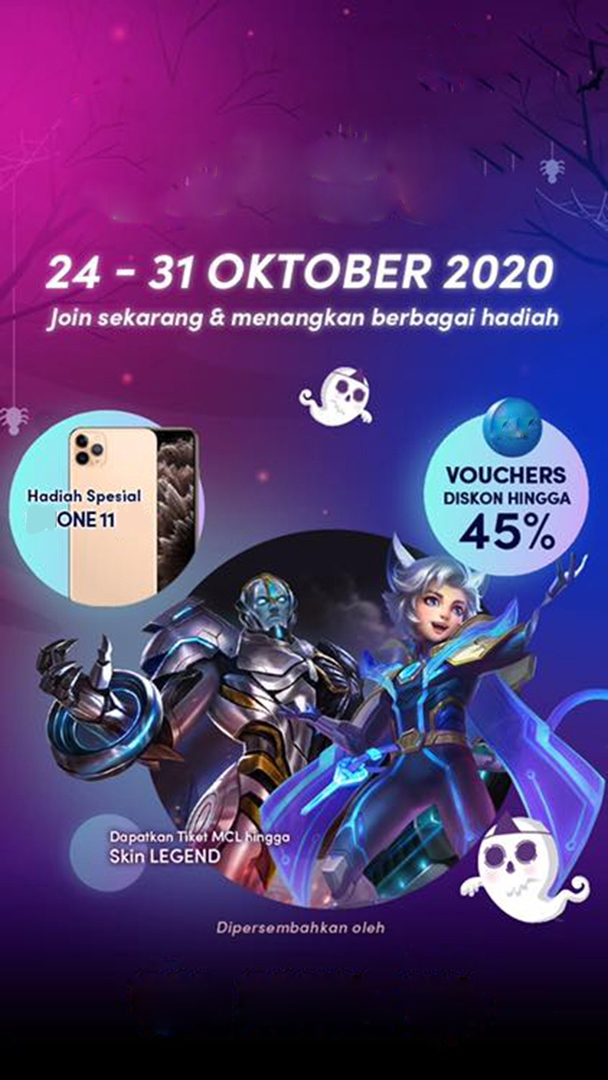 24 - 31 OKTOBER 2020
Join sekarang & menangkan berbagai hadiah
Hadiah Spesial
ONE 11
VOUCHERS
DISKON HINGGA
45%
Dapatkan Tiket MCL hingga
Skin LEGEND
Dipersembahkan oleh